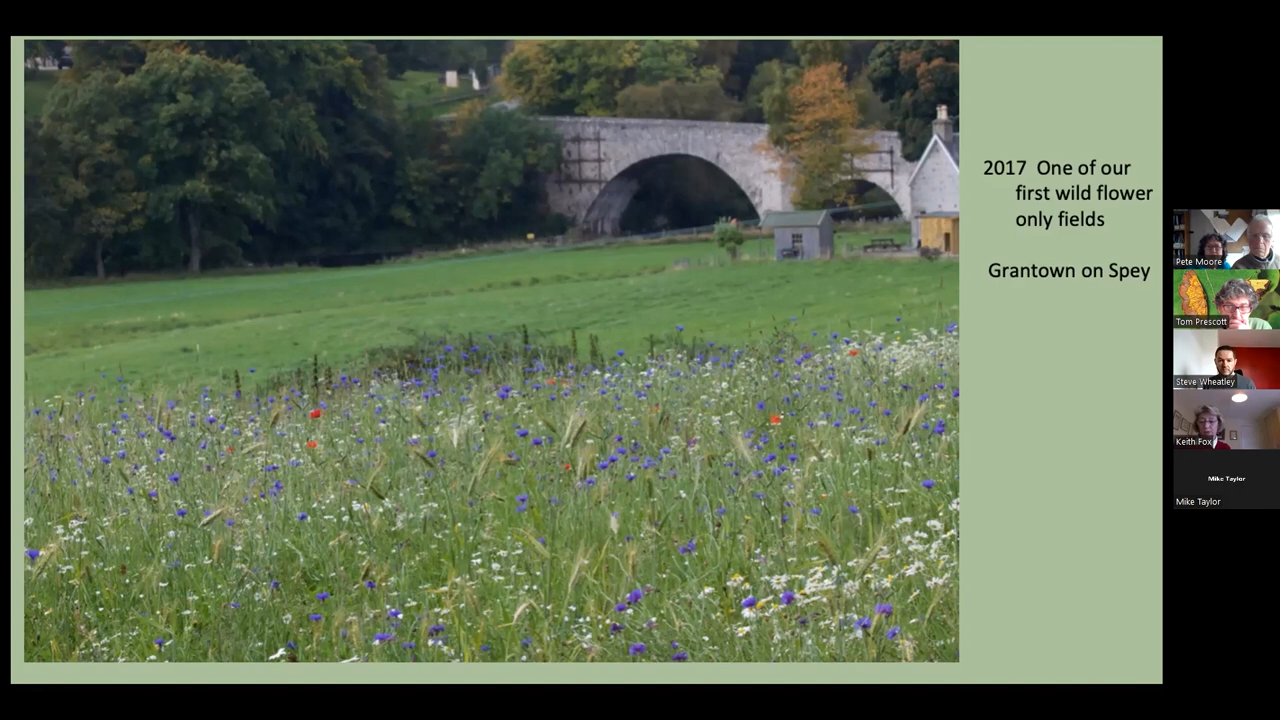 2017  One of our
first wild flower
only fields
Grantown on Spey
Pete Moore
Tom Prescott
Steve Wheatley
Keith Fox
Mike Taylor
Mike Taylor